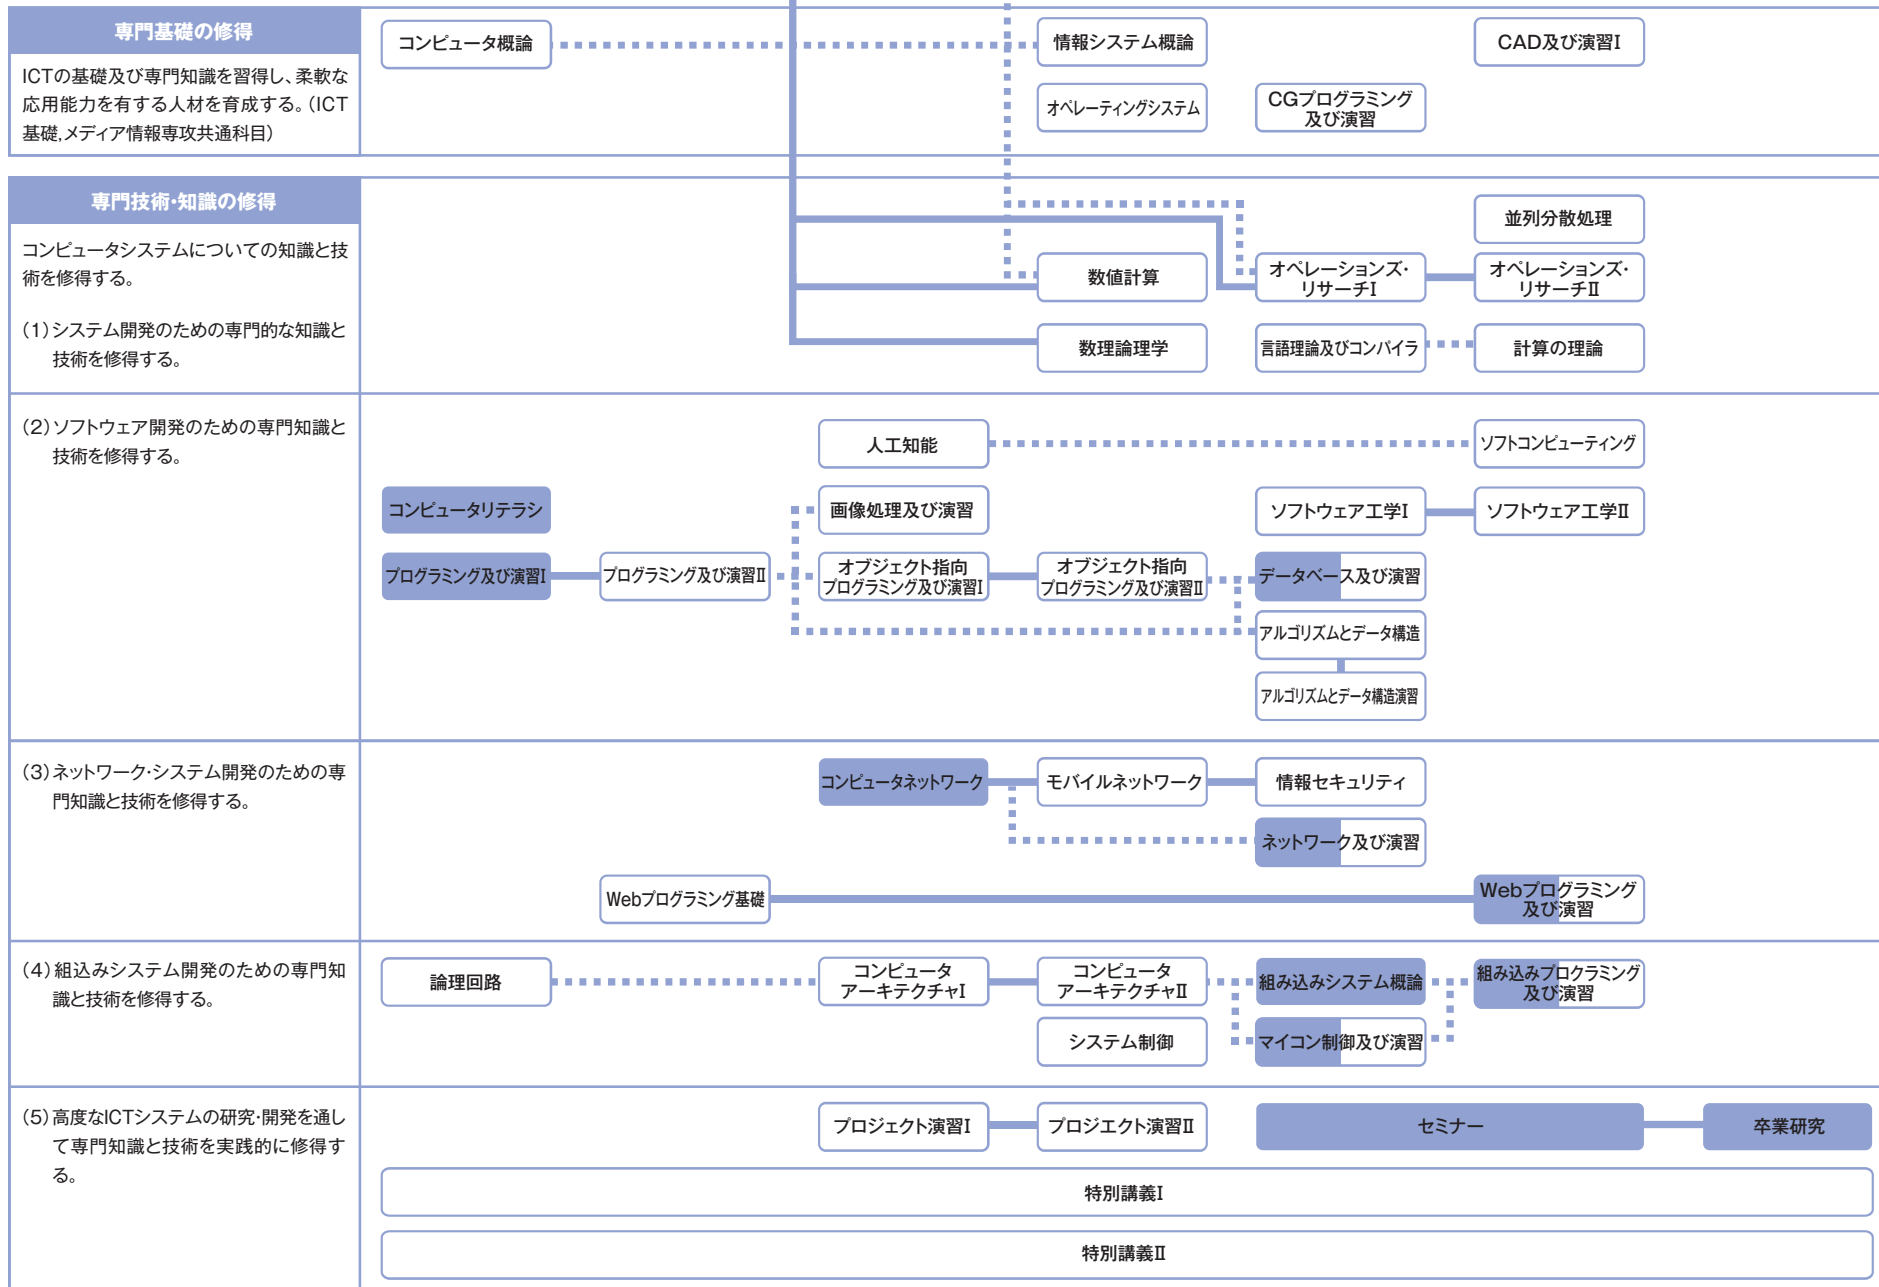 専門基礎の修得
ICTの基礎及び専門知識を習得し、柔軟な
応用能力を有する人材を育成する。(ICT
基礎,メディア情報専攻共通科目)
コンピュータ概論
情報システム概論
CAD及び演習I
オペレーティングシステム
CGプログラミング
及び演習
専門技術・知識の修得
コンピュータシステムについての知識と技
術を修得する。
(1)システム開発のための専門的な知識と
技術を修得する。
並列分散処理
数値計算
オペレーションズ・
リサーチI
オペレーションズ・
リサーチII
数理論理学
言語理論及びコンパイラ
計算の理論
(2)ソフトウェア開発のための専門知識と
技術を修得する。
人工知能
ソフトコンピューティング
コンピュータリテラシ
画像処理及び演習
ソフトウェア工学I
ソフトウェア工学II
プログラミング及び演習I
プログラミング及び演習II
オブジェクト指向
プログラミング及び演習I
オブジェクト指向
プログラミング及び演習II
データベース及び演習
アルゴリズムとデータ構造
アルゴリズムとデータ構造演習
(3)ネットワーク・システム開発のための専
門知識と技術を修得する。
コンピュータネットワーク
モバイルネットワーク
情報セキュリティ
ネットワーク及び演習
Webプログラミング基礎
Webプログラミング
及び演習
(4)組込みシステム開発のための専門知
識と技術を修得する。
論理回路
コンピュータ
アーキテクチャI
コンピュータ
アーキテクチャII
組み込みシステム概論
組み込みプロクラミング
及び演習
システム制御
マイコン制御及び演習
(5)高度なICTシステムの研究・開発を通し
て専門知識と技術を実践的に修得す
る。
プロジェクト演習I
プロジエクト演習II
セミナー
卒業研究
特別講義I
特別講義II